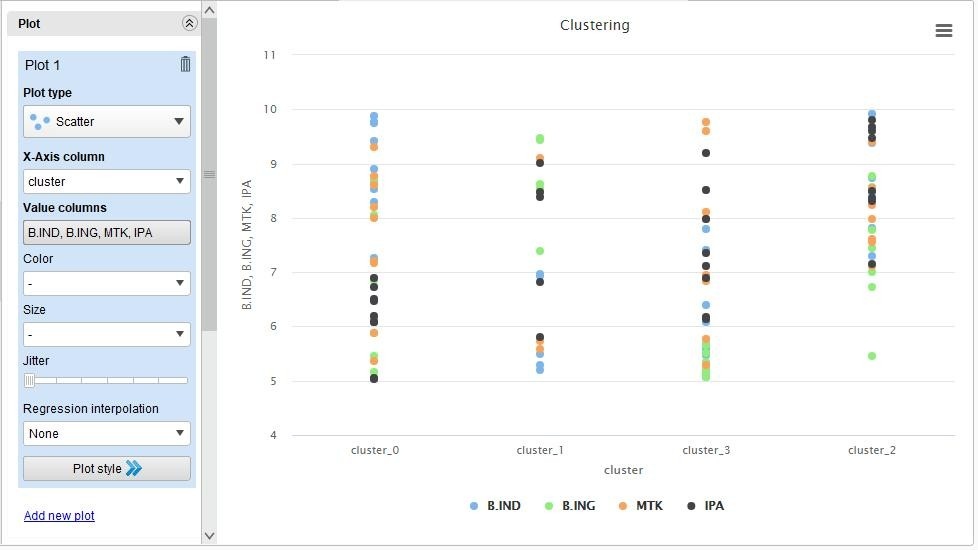 Plot
Plot 1
Plot type
Scatter
X-Axis column
cluster
Value columns
B.IND, B.ING, MTK, IPA
Color
-
Size
-
Jitter
Regression interpolation
None
Plot style
Add new plot
Clustering
B.IND, B.ING, MTK, IPA
11
10
9
8
7
6
5
4
cluster_0 cluster_1 cluster_3 cluster_2
cluster
B.IND B.ING MTK IPA